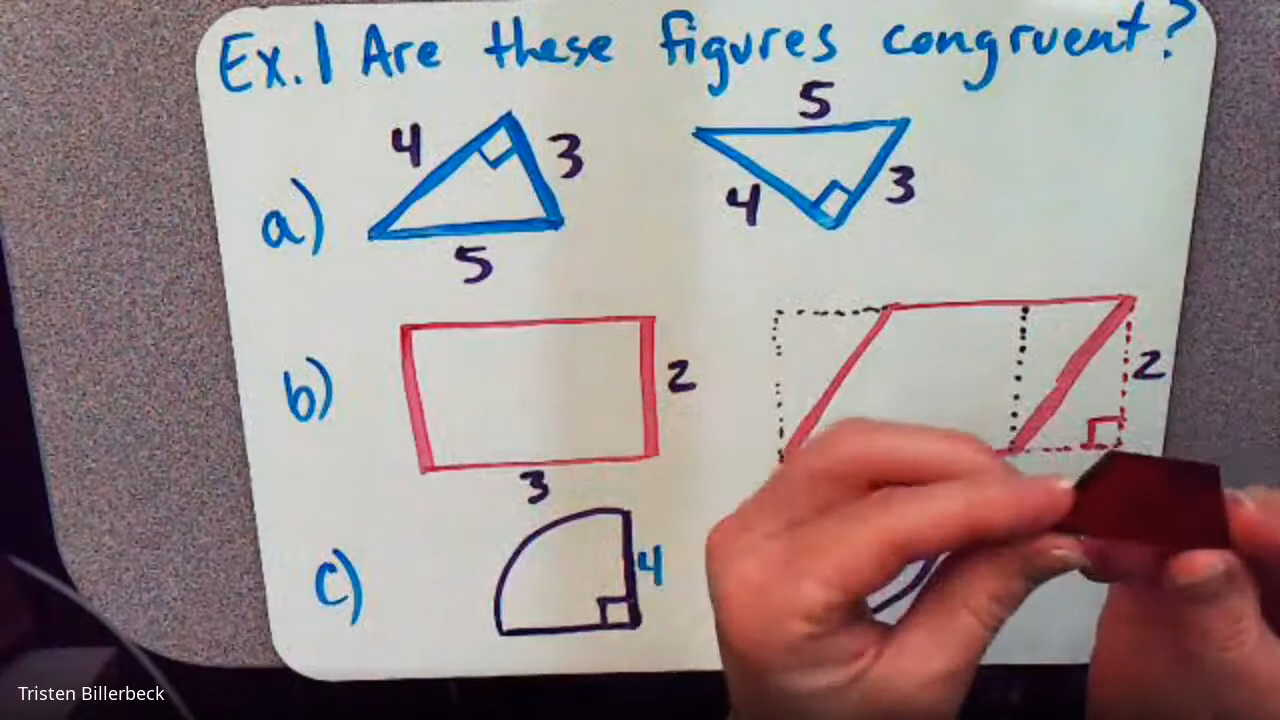 Ex. 1 Are these figures congruent?
a) 4 3 5 5 4 3
b) 2 3 2
c) 4
Tristen Billerbeck